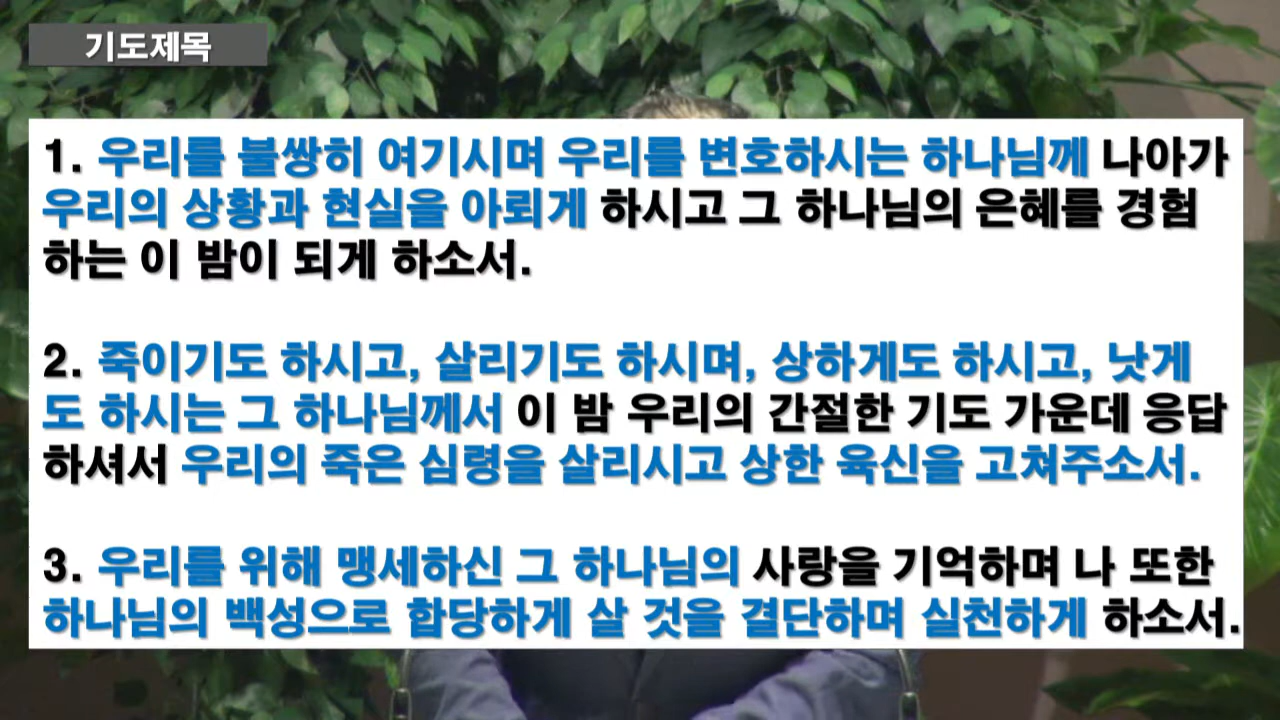 기도제목
1. 우리를 불쌍히 여기시며 우리를 변호하시는 하나님께 나아가
우리의 상황과 현실을 아뢰게 하시고 그 하나님의 은혜를 경험
하는 이 밤이 되게 하소서.
2. 죽이기도 하시고, 살리기도 하시며, 상하게도 하시고, 낫게
도 하시는 그 하나님께서 이 밤 우리의 간절한 기도 가운데 응답
하셔서 우리의 죽은 심령을 살리시고 상한 육신을 고쳐주소서.
3. 우리를 위해 맹세하신 그 하나님의 사랑을 기억하며 나 또한
하나님의 백성으로 합당하게 살 것을 결단하며 실천하게 하소서.